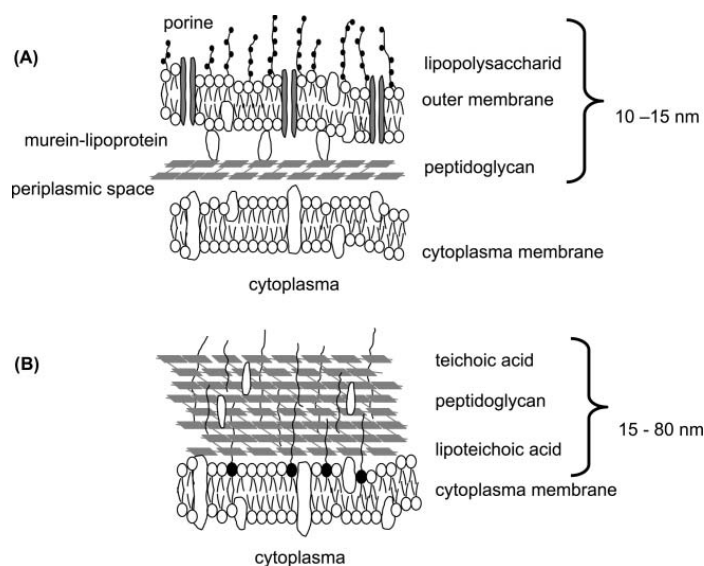 porine
(A)
lipopolysaccharid
outer membrane
10 –15 nm
murein-lipoprotein
peptidoglycan
periplasmic space
cytoplasma membrane
cytoplasma
(B)
teichoic acid
peptidoglycan
15 - 80 nm
lipoteichoic acid
cytoplasma membrane
cytoplasma